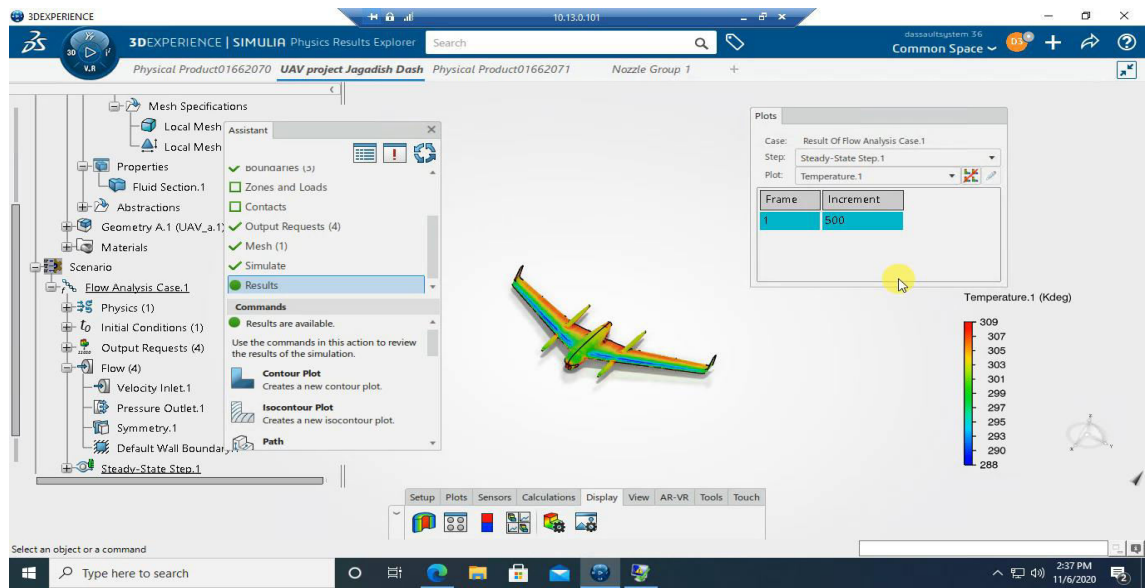 3DEXPERIENCE
10.13.0.101
3DEXPERIENCE | SIMULIA Physics Results Explorer
Search
dassaultsystem 36
Common Space
D3
3D
V.R
Physical Product01662070
UAV project Jagadish Dash
Physical Product01662071
Nozzle Group 1
Mesh Specifications
Local Mesh
Local Mesh
Properties
Fluid Section.1
Abstractions
Geometry A.1 (UAV_a.1)
Materials
Scenario
Flow Analysis Case.1
Physics (1)
Initial Conditions (1)
Output Requests (4)
Flow (4)
Velocity Inlet.1
Pressure Outlet.1
Symmetry.1
Default Wall Boundary
Steady-State Step.1
Assistant
Boundaries (3)
Zones and Loads
Contacts
Output Requests (4)
Mesh (1)
Simulate
Results
Commands
Results are available.
Use the commands in this action to review
the results of the simulation.
Contour Plot
Creates a new contour plot.
Isocontour Plot
Creates a new isocontour plot.
Path
Plots
Case: Result Of Flow Analysis Case.1
Step: Steady-State Step.1
Plot: Temperature.1
Frame Increment
1 500
Temperature.1 (Kdeg)
309
307
305
303
301
299
297
295
293
290
288
Setup Plots Sensors Calculations Display View AR-VR Tools Touch
Select an object or a command
Type here to search
2:37 PM
11/6/2020
2